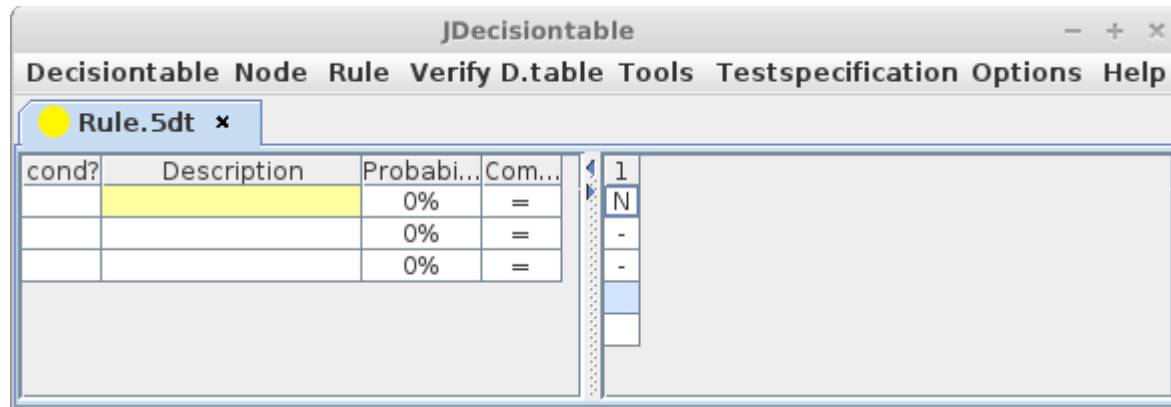 JDecisiontable
Decisiontable Node Rule Verify D.table Tools Testspecification Options Help
Rule.5dt
cond? Description Probabi... Com... 1
0% = N
0% = -
0% = -